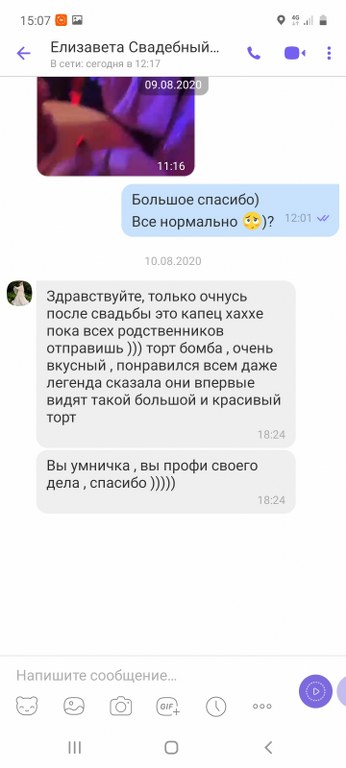 15:07
4G
Елизавета Свадебный...
В сети: сегодня в 12:17
09.08.2020
11:16
Большое спасибо)
Все нормально 🧐)?
12:01
10.08.2020
Здравствуйте, только очнусь
после свадьбы это капец хаххе
пока всех родственников
отправишь ))) торт бомба , очень
вкусный , понравился всем даже
легенда сказала они впервые
видят такой большой и красивый
торт
18:24
Вы умничка , вы профи своего
дела , спасибо )))))
18:24
Напишите сообщение...
GIF